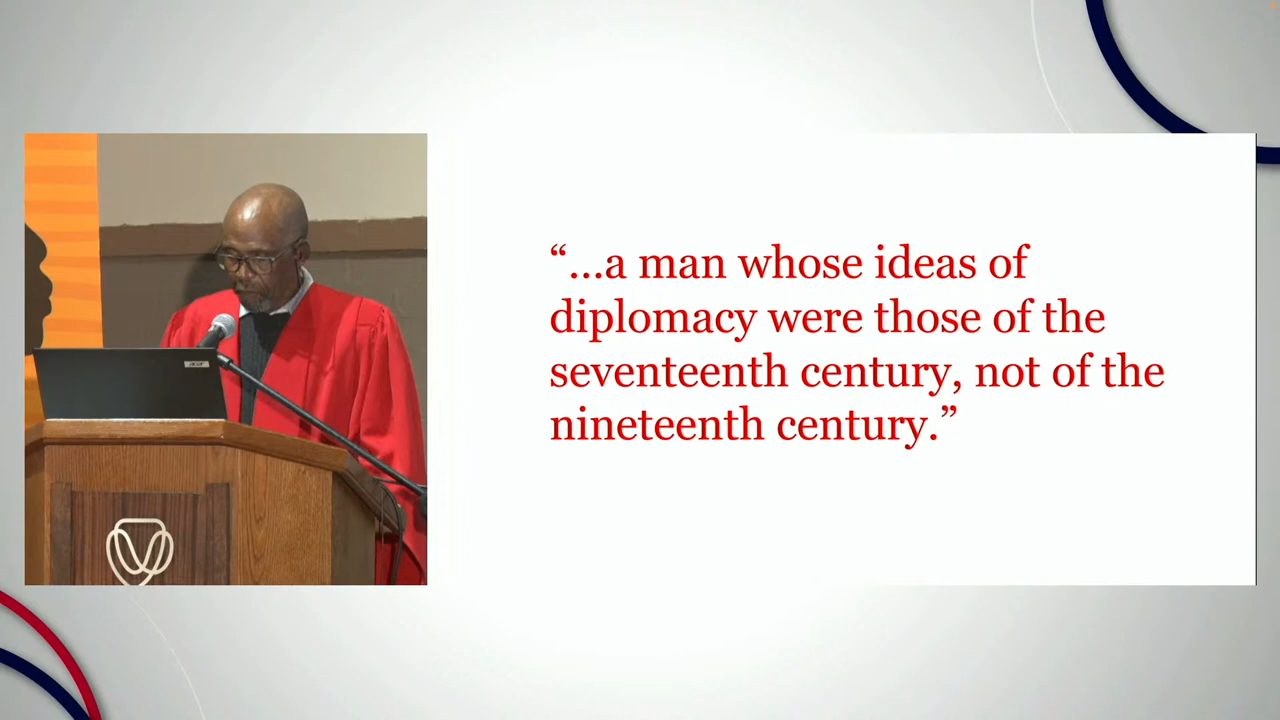 “...a man whose ideas of
diplomacy were those of the
seventeenth century, not of the
nineteenth century.”